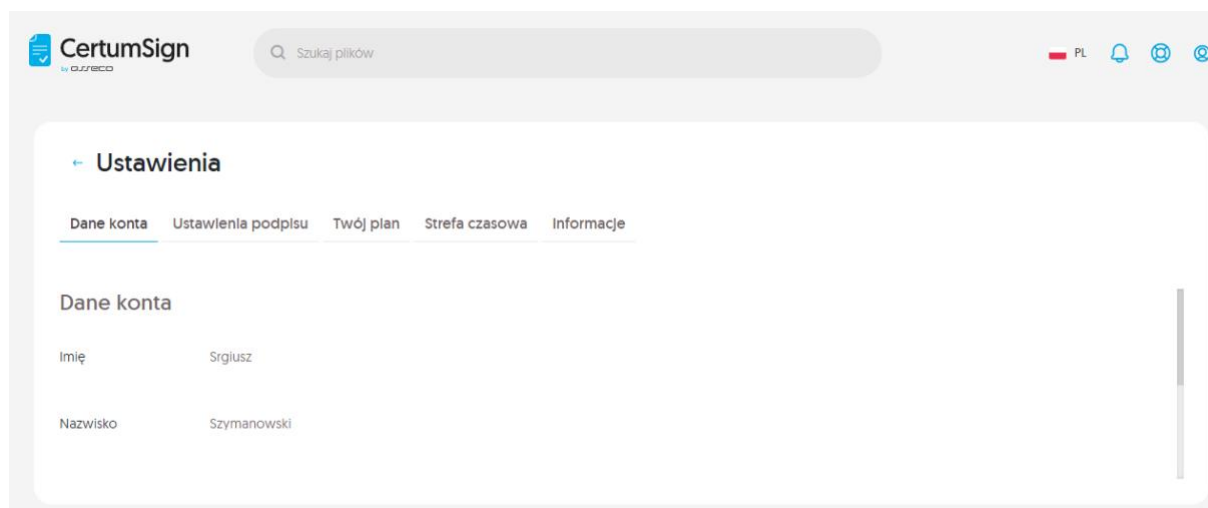 CertumSign
by asseco
Szukaj plików
PL
Ustawienia
Dane konta Ustawienia podpisu Twój plan Strefa czasowa Informacje
Dane konta
Imię Srgiusz
Nazwisko Szymanowski